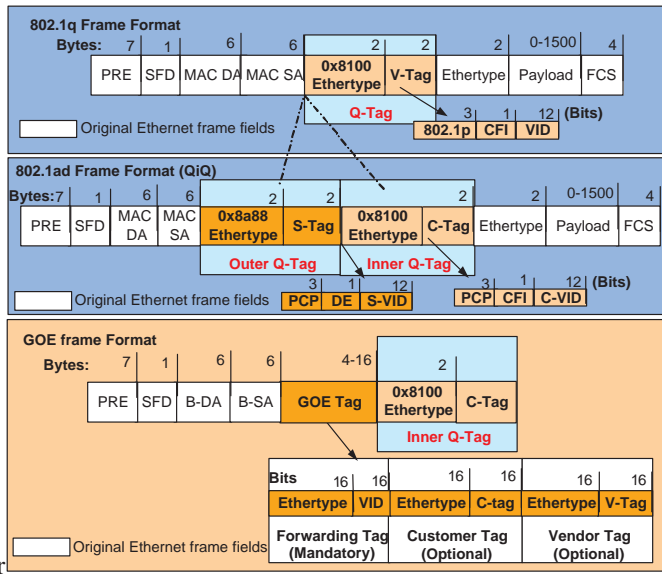 802.1q Frame Format
Bytes: 7 1 6 6 2 2 2 0-1500 4
PRE SFD MAC DA MAC SA 0x8100 Ethertype V-Tag Ethertype Payload FCS
Q-Tag
3 1 12 (Bits)
802.1p CFI VID
Original Ethernet frame fields
802.1ad Frame Format (QiQ)
Bytes: 7 1 6 6 2 2 2 2 2 0-1500 4
PRE SFD MAC DA MAC SA 0x8a88 Ethertype S-Tag 0x8100 Ethertype C-Tag Ethertype Payload FCS
Outer Q-Tag Inner Q-Tag
3 1 12 3 1 12 (Bits)
PCP DE S-VID PCP CFI C-VID
Original Ethernet frame fields
GOE frame Format
Bytes: 7 1 6 6 4-16 2
PRE SFD B-DA B-SA GOE Tag 0x8100 Ethertype C-Tag
Inner Q-Tag
Bits 16 16 16 16 16 16
Ethertype VID Ethertype C-tag Ethertype V-Tag
Forwarding Tag (Mandatory) Customer Tag (Optional) Vendor Tag (Optional)
Original Ethernet frame fields
r